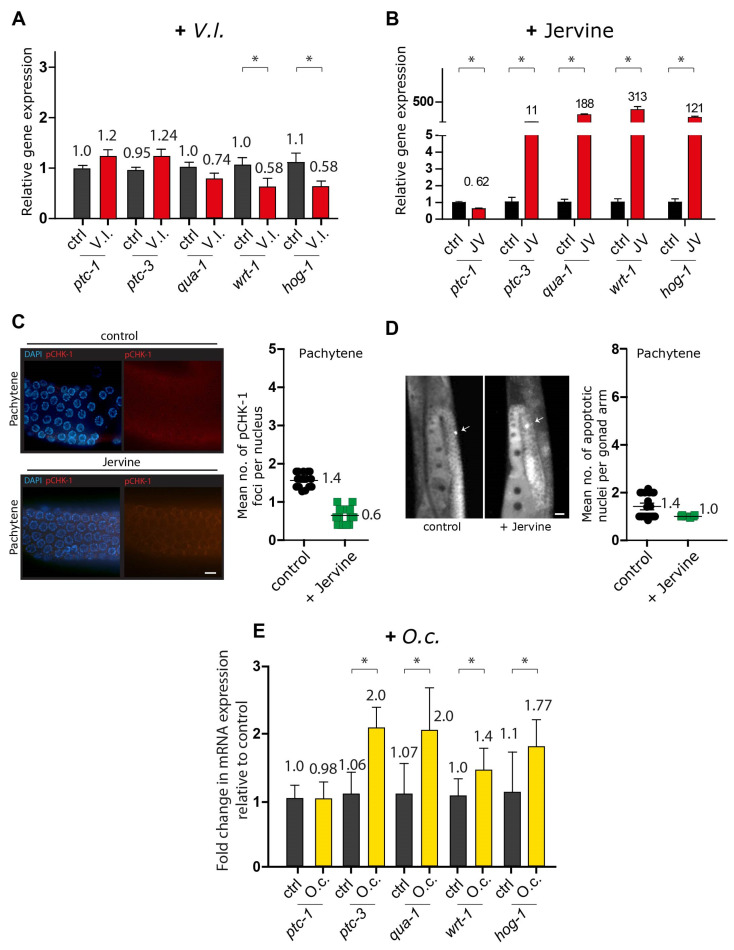 A
+ V.l.
Relative gene expression
3
2
1
0
1.0
1.2
0.95
1.24
1.0
0.74
1.0
0.58
1.1
0.58
*
*
ctrl
V.l.
ctrl
V.l.
ctrl
V.l.
ctrl
V.l.
ctrl
V.l.
ptc-1
ptc-3
qua-1
wrt-1
hog-1
B
+ Jervine
Relative gene expression
500
5
4
3
2
1
0
*
*
*
*
*
0.62
11
188
313
121
ctrl
JV
ctrl
JV
ctrl
JV
ctrl
JV
ctrl
JV
ptc-1
ptc-3
qua-1
wrt-1
hog-1
C
control
Pachytene
DAPI pCHK-1
pCHK-1
Jervine
Pachytene
DAPI pCHK-1
pCHK-1
Pachytene
Mean no. of pCHK-1
foci per nucleus
5
4
3
2
1
0
1.4
0.6
control
+ Jervine
D
control
+ Jervine
Pachytene
Mean no. of apoptotic
nuclei per gonad arm
8
6
4
2
0
1.4
1.0
control
+ Jervine
E
+ O.c.
Fold change in mRNA expression
relative to control
3
2
1
0
*
*
*
*
1.0
0.98
1.06
2.0
1.07
2.0
1.0
1.4
1.1
1.77
ctrl
O.c.
ctrl
O.c.
ctrl
O.c.
ctrl
O.c.
ctrl
O.c.
ptc-1
ptc-3
qua-1
wrt-1
hog-1